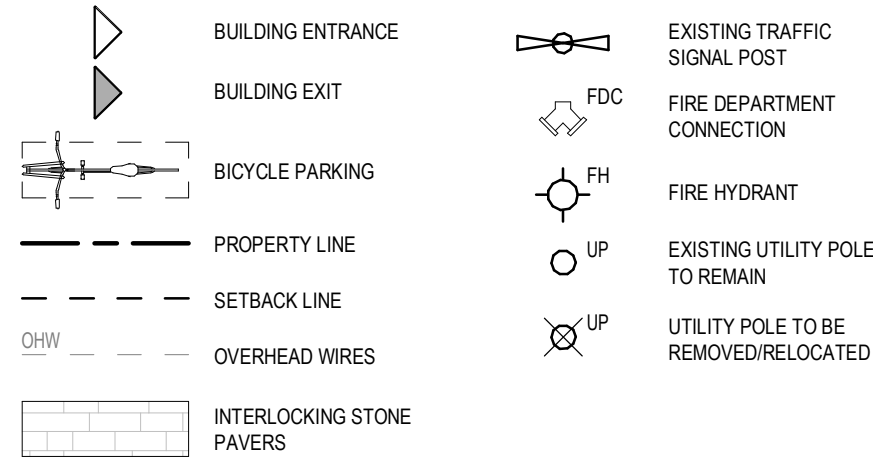 BUILDING ENTRANCE
BUILDING EXIT
BICYCLE PARKING
PROPERTY LINE
SETBACK LINE
OHW
OVERHEAD WIRES
INTERLOCKING STONE
PAVERS
EXISTING TRAFFIC
SIGNAL POST
FDC
FIRE DEPARTMENT
CONNECTION
FH
FIRE HYDRANT
UP
EXISTING UTILITY POLE
TO REMAIN
UP
UTILITY POLE TO BE
REMOVED/RELOCATED